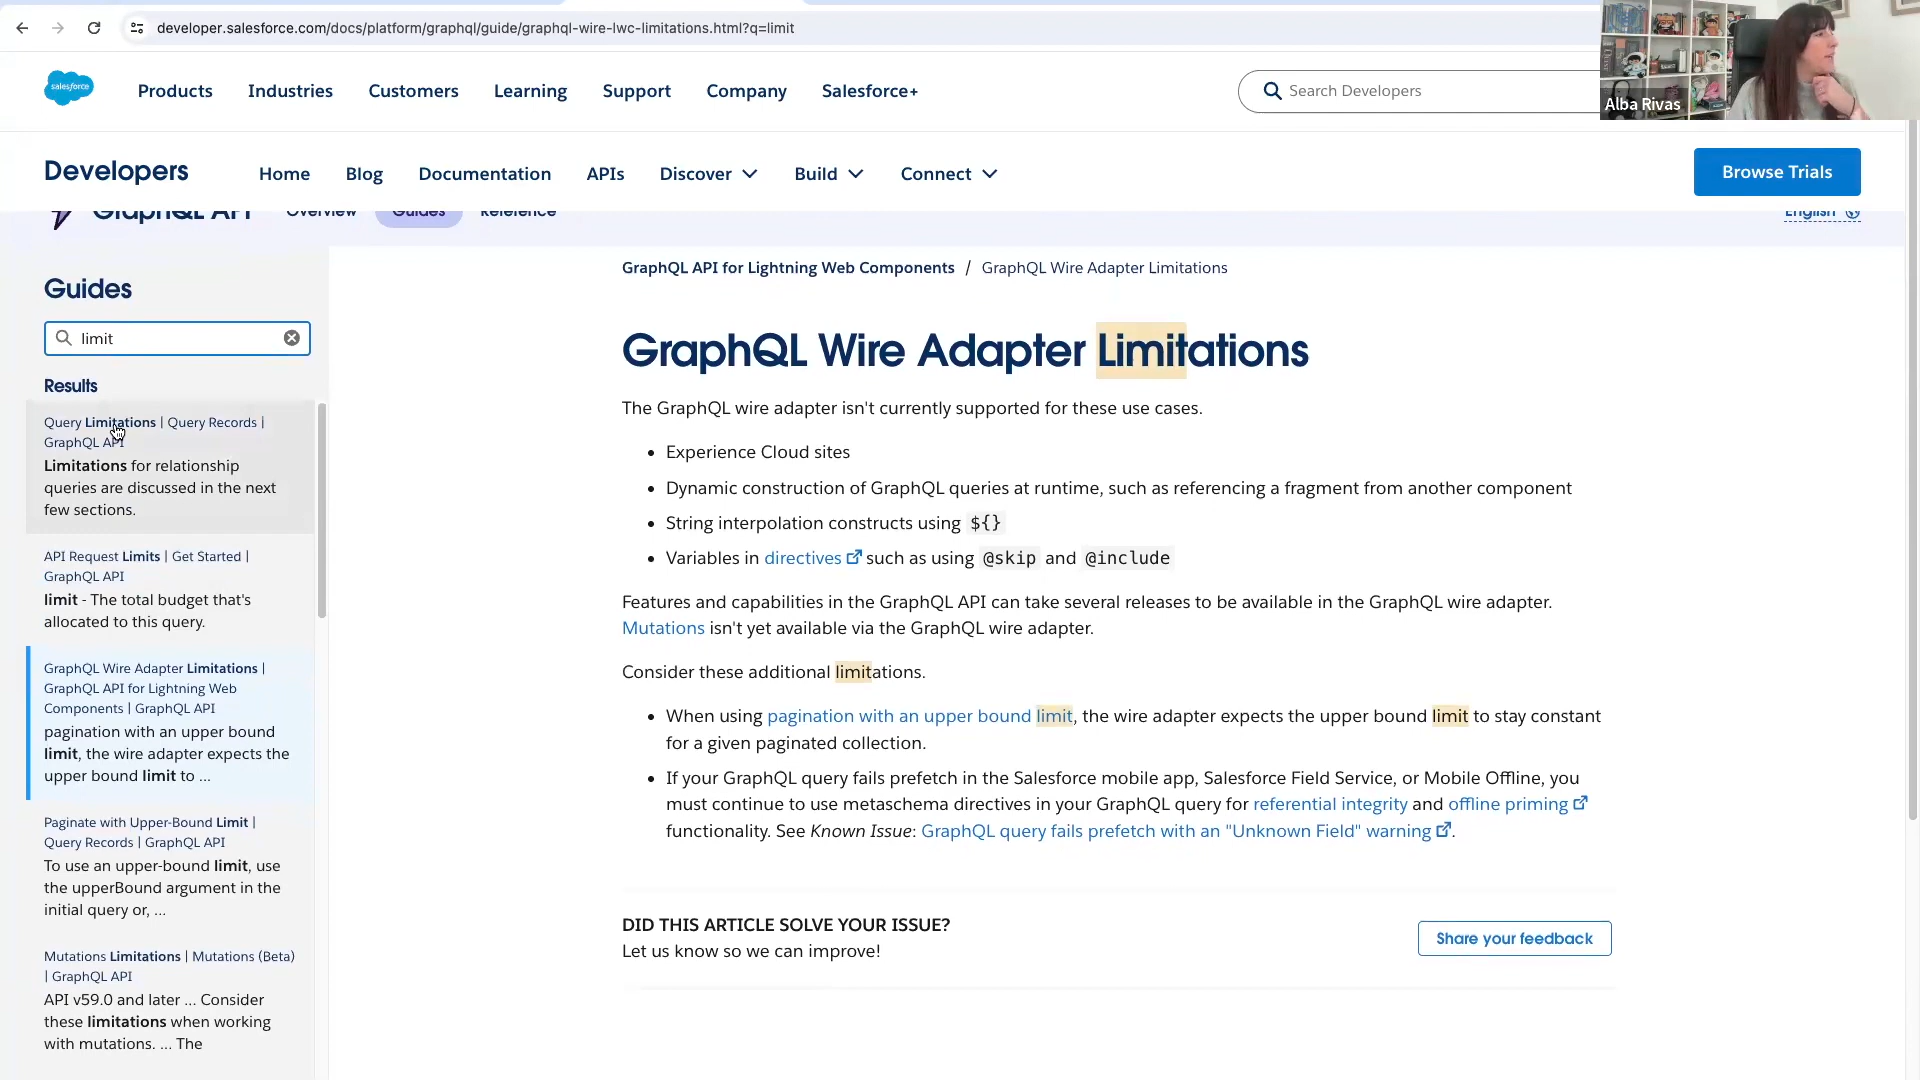 developer.salesforce.com/docs/platform/graphql/guide/graphql-wire-lwc-limitations.html?q=limit
salesforce
Products
Industries
Customers
Learning
Support
Company
Salesforce+
Search Developers
Alba Rivas
Developers
Home
Blog
Documentation
APIs
Discover
Build
Connect
Browse Trials
GraphQL API
Overview
Guides
Reference
English
Guides
limit
Results
Query Limitations | Query Records |
GraphQL API
Limitations for relationship
queries are discussed in the next
few sections.
API Request Limits | Get Started |
GraphQL API
limit - The total budget that's
allocated to this query.
GraphQL Wire Adapter Limitations |
GraphQL API for Lightning Web
Components | GraphQL API
pagination with an upper bound
limit, the wire adapter expects the
upper bound limit to ...
Paginate with Upper-Bound Limit |
Query Records | GraphQL API
To use an upper-bound limit, use
the upperBound argument in the
initial query or, ...
Mutations Limitations | Mutations (Beta)
| GraphQL API
API v59.0 and later ... Consider
these limitations when working
with mutations. ... The
GraphQL API for Lightning Web Components / GraphQL Wire Adapter Limitations
GraphQL Wire Adapter Limitations
The GraphQL wire adapter isn't currently supported for these use cases.
• Experience Cloud sites
• Dynamic construction of GraphQL queries at runtime, such as referencing a fragment from another component
• String interpolation constructs using ${}
• Variables in directives such as using @skip and @include
Features and capabilities in the GraphQL API can take several releases to be available in the GraphQL wire adapter.
Mutations isn't yet available via the GraphQL wire adapter.
Consider these additional limitations.
• When using pagination with an upper bound limit, the wire adapter expects the upper bound limit to stay constant
for a given paginated collection.
• If your GraphQL query fails prefetch in the Salesforce mobile app, Salesforce Field Service, or Mobile Offline, you
must continue to use metaschema directives in your GraphQL query for referential integrity and offline priming
functionality. See Known Issue: GraphQL query fails prefetch with an "Unknown Field" warning.
DID THIS ARTICLE SOLVE YOUR ISSUE?
Let us know so we can improve!
Share your feedback